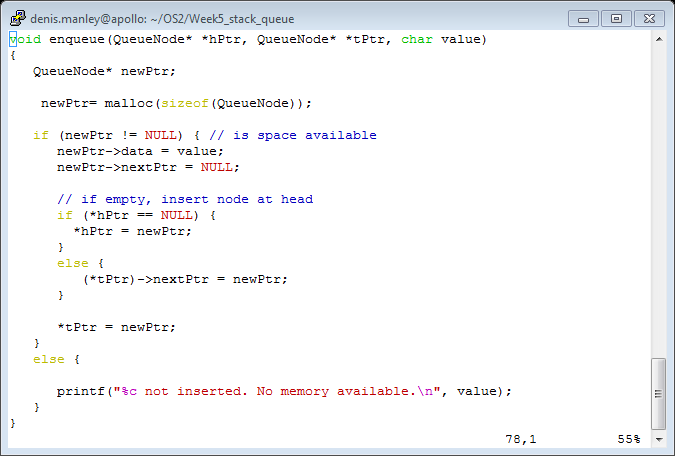 denis.manley@apollo: ~/OS2/Week5_stack_queue
void enqueue(QueueNode* *hPtr, QueueNode* *tPtr, char value)
{
   QueueNode* newPtr;
    newPtr= malloc(sizeof(QueueNode));
   if (newPtr != NULL) { // is space available
      newPtr->data = value;
      newPtr->nextPtr = NULL;
      // if empty, insert node at head
      if (*hPtr == NULL) {
        *hPtr = newPtr;
      }
      else {
         (*tPtr)->nextPtr = newPtr;
      }
      *tPtr = newPtr;
   }
   else {
      printf("%c not inserted. No memory available.\n", value);
   }
}
78,1 55%